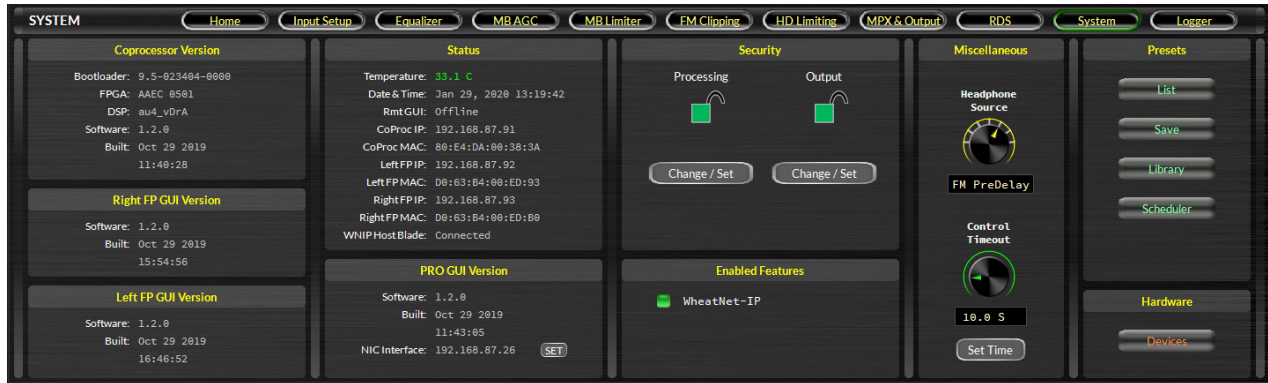 SYSTEM
Home
Input Setup
Equalizer
MB AGC
MB Limiter
FM Clipping
HD Limiting
MPX & Output
RDS
System
Logger
Coprocessor Version
Bootloader: 9.5-023404-0000
FPGA: AAEC 0501
DSP: au4_vDrA
Software: 1.2.0
Built: Oct 29 2019
11:40:28
Right FP GUI Version
Software: 1.2.0
Built: Oct 29 2019
15:54:56
Left FP GUI Version
Software: 1.2.0
Built: Oct 29 2019
16:46:52
Status
Temperature: 33.1 C
Date & Time: Jan 29, 2020 13:19:42
Rmt GUI: Offline
CoProc IP: 192.168.87.91
CoProc MAC: 80:E4:DA:00:38:3A
Left FP IP: 192.168.87.92
Left FP MAC: D0:63:B4:00:ED:93
Right FP IP: 192.168.87.93
Right FP MAC: D0:63:B4:00:ED:B0
WNIP Host Blade: Connected
PRO GUI Version
Software: 1.2.0
Built: Oct 29 2019
11:43:05
NIC Interface: 192.168.87.26 SET
Security
Processing Output
Change / Set Change / Set
Enabled Features
WheatNet-IP
Miscellaneous
Headphone
Source
FM PreDelay
Control
Timeout
10.0 S
Set Time
Presets
List
Save
Library
Scheduler
Hardware
Devices